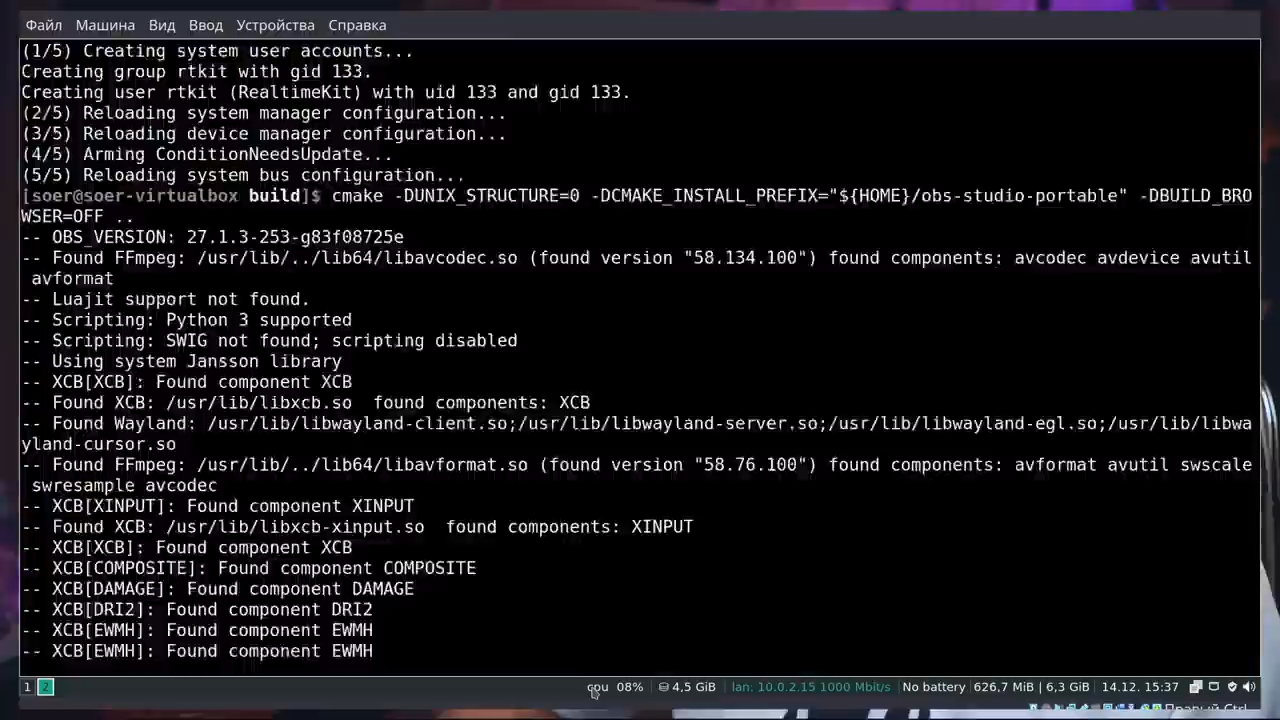 Файл Машина Вид Ввод Устройства Справка
(1/5) Creating system user accounts...
Creating group rtkit with gid 133.
Creating user rtkit (RealtimeKit) with uid 133 and gid 133.
(2/5) Reloading system manager configuration...
(3/5) Reloading device manager configuration...
(4/5) Arming ConditionNeedsUpdate...
(5/5) Reloading system bus configuration...
[soer@soer-virtualbox build]$ cmake -DUNIX_STRUCTURE=0 -DCMAKE_INSTALL_PREFIX="${HOME}/obs-studio-portable" -DBUILD_BRO
WSER=OFF ..
-- OBS_VERSION: 27.1.3-253-g83f08725e
-- Found FFmpeg: /usr/lib/../lib64/libavcodec.so (found version "58.134.100") found components: avcodec avdevice avutil
avformat
-- Luajit support not found.
-- Scripting: Python 3 supported
-- Scripting: SWIG not found; scripting disabled
-- Using system Jansson library
-- XCB[XCB]: Found component XCB
-- Found XCB: /usr/lib/libxcb.so  found components: XCB
-- Found Wayland: /usr/lib/libwayland-client.so;/usr/lib/libwayland-server.so;/usr/lib/libwayland-egl.so;/usr/lib/libwa
yland-cursor.so
-- Found FFmpeg: /usr/lib/../lib64/libavformat.so (found version "58.76.100") found components: avformat avutil swscale
swresample avcodec
-- XCB[XINPUT]: Found component XINPUT
-- Found XCB: /usr/lib/libxcb-xinput.so  found components: XINPUT
-- XCB[XCB]: Found component XCB
-- XCB[COMPOSITE]: Found component COMPOSITE
-- XCB[DAMAGE]: Found component DAMAGE
-- XCB[DRI2]: Found component DRI2
-- XCB[EWMH]: Found component EWMH
-- XCB[EWMH]: Found component EWMH
1 2 cpu 08% 4,5 GiB lan: 10.0.2.15 1000 Mbit/s No battery 626,7 MiB | 6,3 GiB 14.12. 15:37
Правый Ctrl